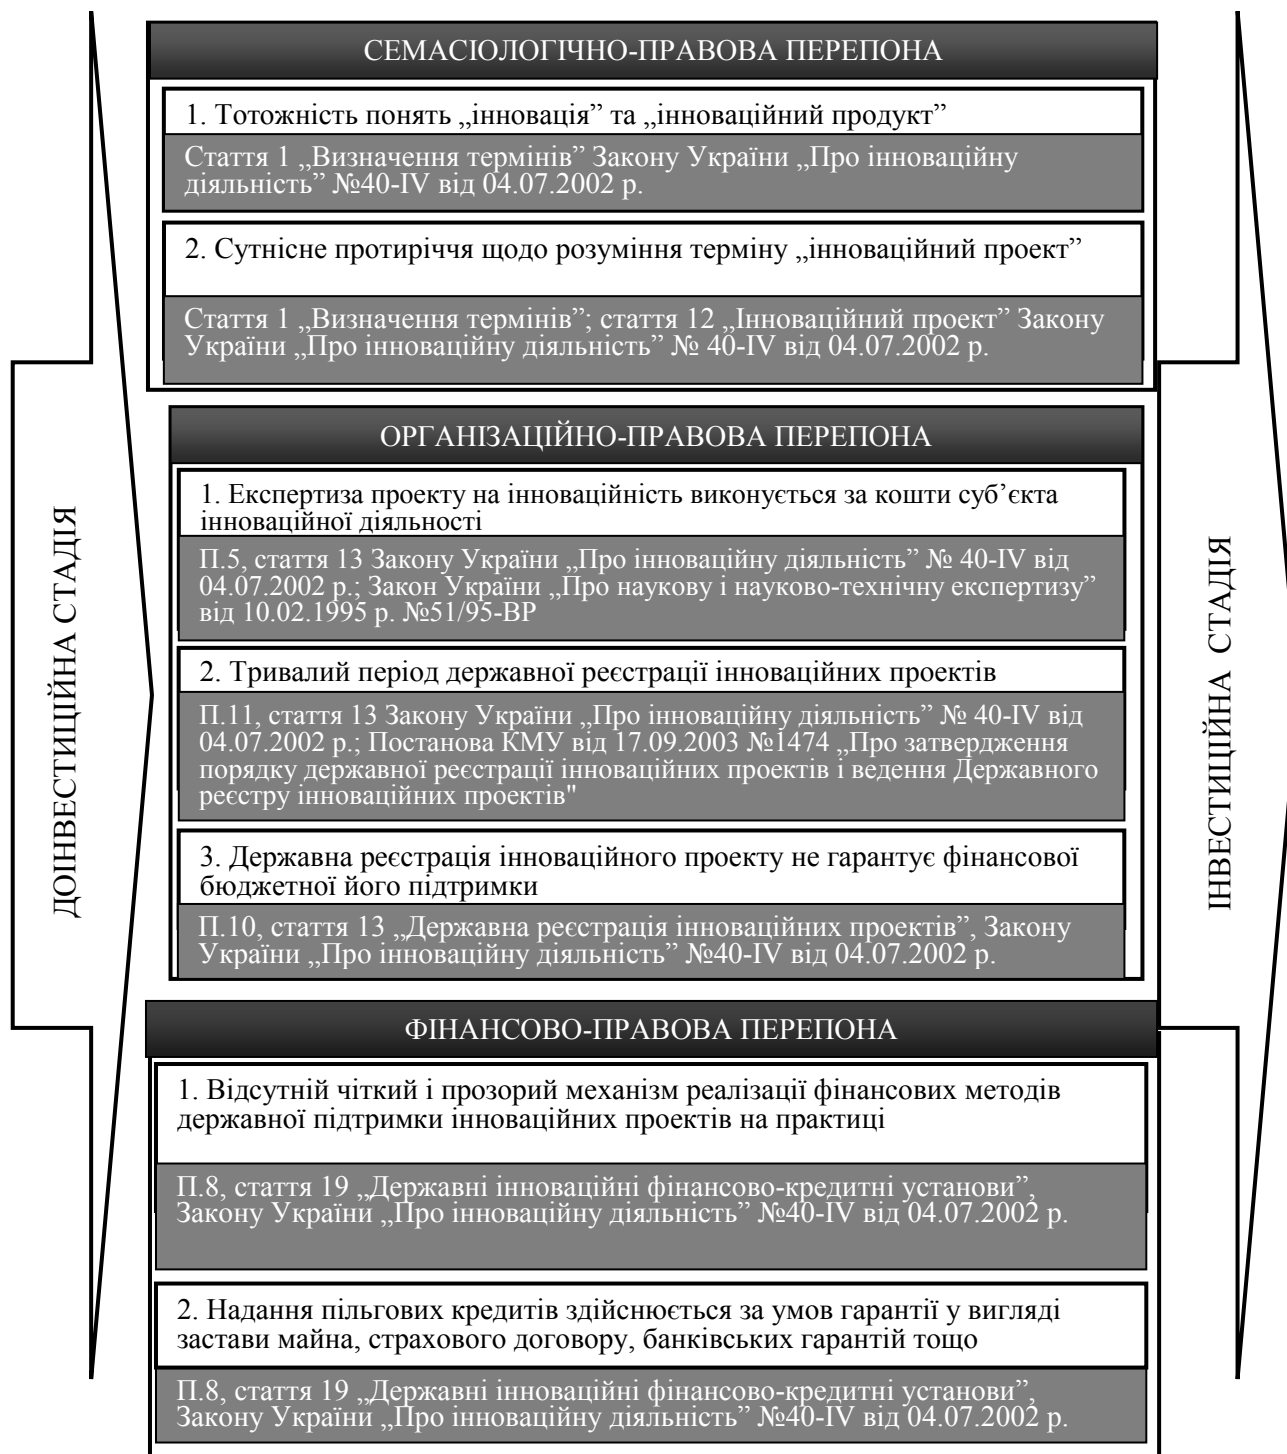 ДОІНВЕСТИЦІЙНА СТАДІЯ
СЕМАСІОЛОГІЧНО-ПРАВОВА ПЕРЕПОНА
1. Тотожність понять „інновація” та „інноваційний продукт”
Стаття 1 „Визначення термінів” Закону України „Про інноваційну
діяльність” №40-IV від 04.07.2002 р.
2. Сутнісне протиріччя щодо розуміння терміну „інноваційний проект”
Стаття 1 „Визначення термінів”; стаття 12 „Інноваційний проект” Закону
України „Про інноваційну діяльність” № 40-IV від 04.07.2002 р.
ОРГАНІЗАЦІЙНО-ПРАВОВА ПЕРЕПОНА
1. Експертиза проекту на інноваційність виконується за кошти суб’єкта
інноваційної діяльності
П.5, стаття 13 Закону України „Про інноваційну діяльність” № 40-IV від
04.07.2002 р.; Закон України „Про наукову і науково-технічну експертизу”
від 10.02.1995 р. №51/95-ВР
2. Тривалий період державної реєстрації інноваційних проектів
П.11, стаття 13 Закону України „Про інноваційну діяльність” № 40-IV від
04.07.2002 р.; Постанова КМУ від 17.09.2003 №1474 „Про затвердження
порядку державної реєстрації інноваційних проектів і ведення Державного
реєстру інноваційних проектів"
3. Державна реєстрація інноваційного проекту не гарантує фінансової
бюджетної його підтримки
П.10, стаття 13 „Державна реєстрація інноваційних проектів”, Закону
України „Про інноваційну діяльність” №40-IV від 04.07.2002 р.
ФІНАНСОВО-ПРАВОВА ПЕРЕПОНА
1. Відсутній чіткий і прозорий механізм реалізації фінансових методів
державної підтримки інноваційних проектів на практиці
П.8, стаття 19 „Державні інноваційні фінансово-кредитні установи”,
Закону України „Про інноваційну діяльність” №40-IV від 04.07.2002 р.
2. Надання пільгових кредитів здійснюється за умов гарантії у вигляді
застави майна, страхового договору, банківських гарантій тощо
П.8, стаття 19 „Державні інноваційні фінансово-кредитні установи”,
Закону України „Про інноваційну діяльність” №40-IV від 04.07.2002 р.
ІНВЕСТИЦІЙНА СТАДІЯ